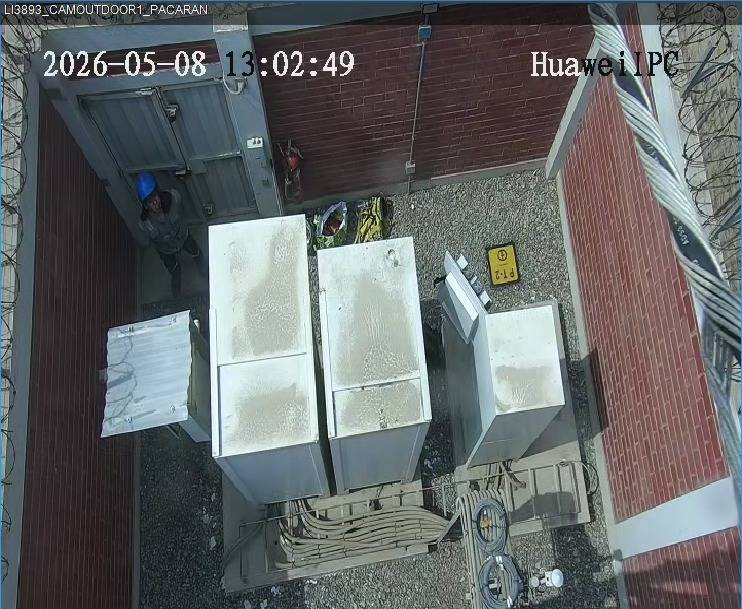 LI3893_CAMOUTDOOR1_PACARAN
2026-05-08 13:02:49
HuaweiIPC
PT-2